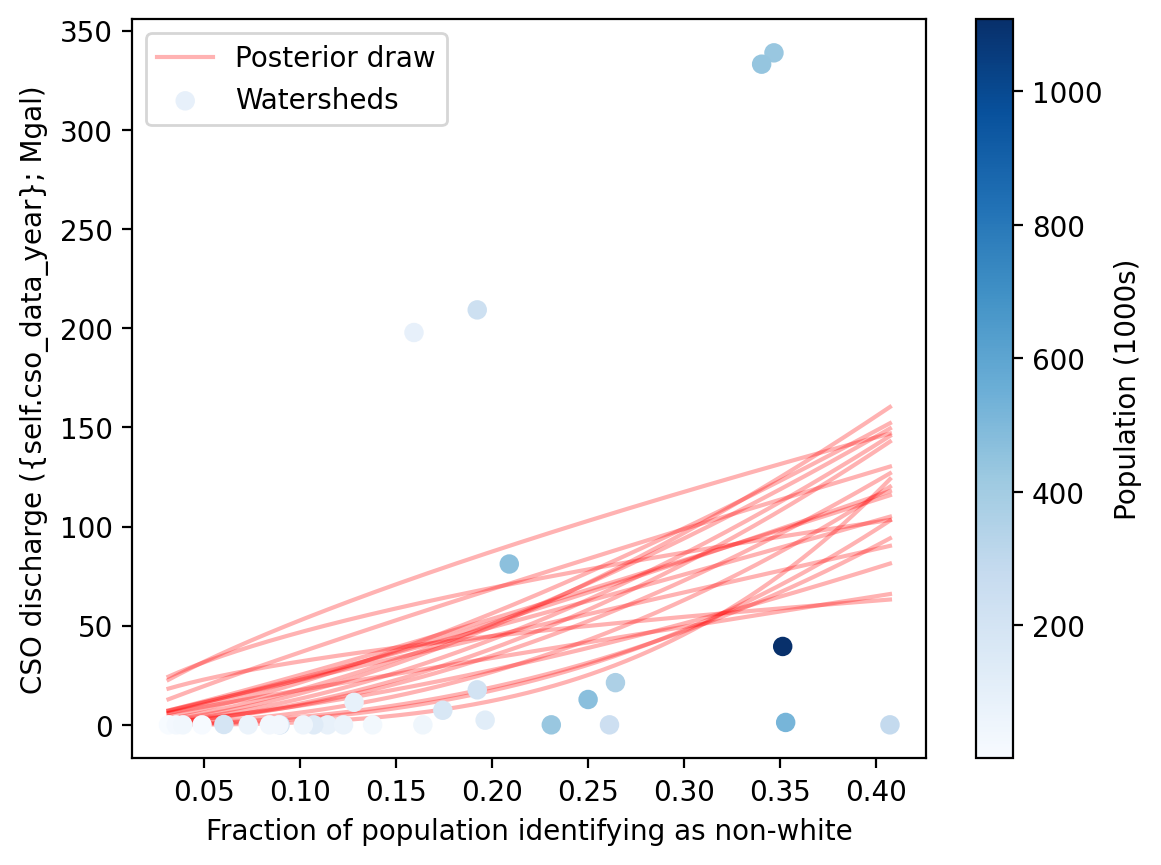 Posterior draw
Watersheds
350
300
250
200
150
100
50
0
CSO discharge ({self.cso_data_year}; Mgal)
0.05 0.10 0.15 0.20 0.25 0.30 0.35 0.40
Fraction of population identifying as non-white
1000
800
600
400
200
Population (1000s)